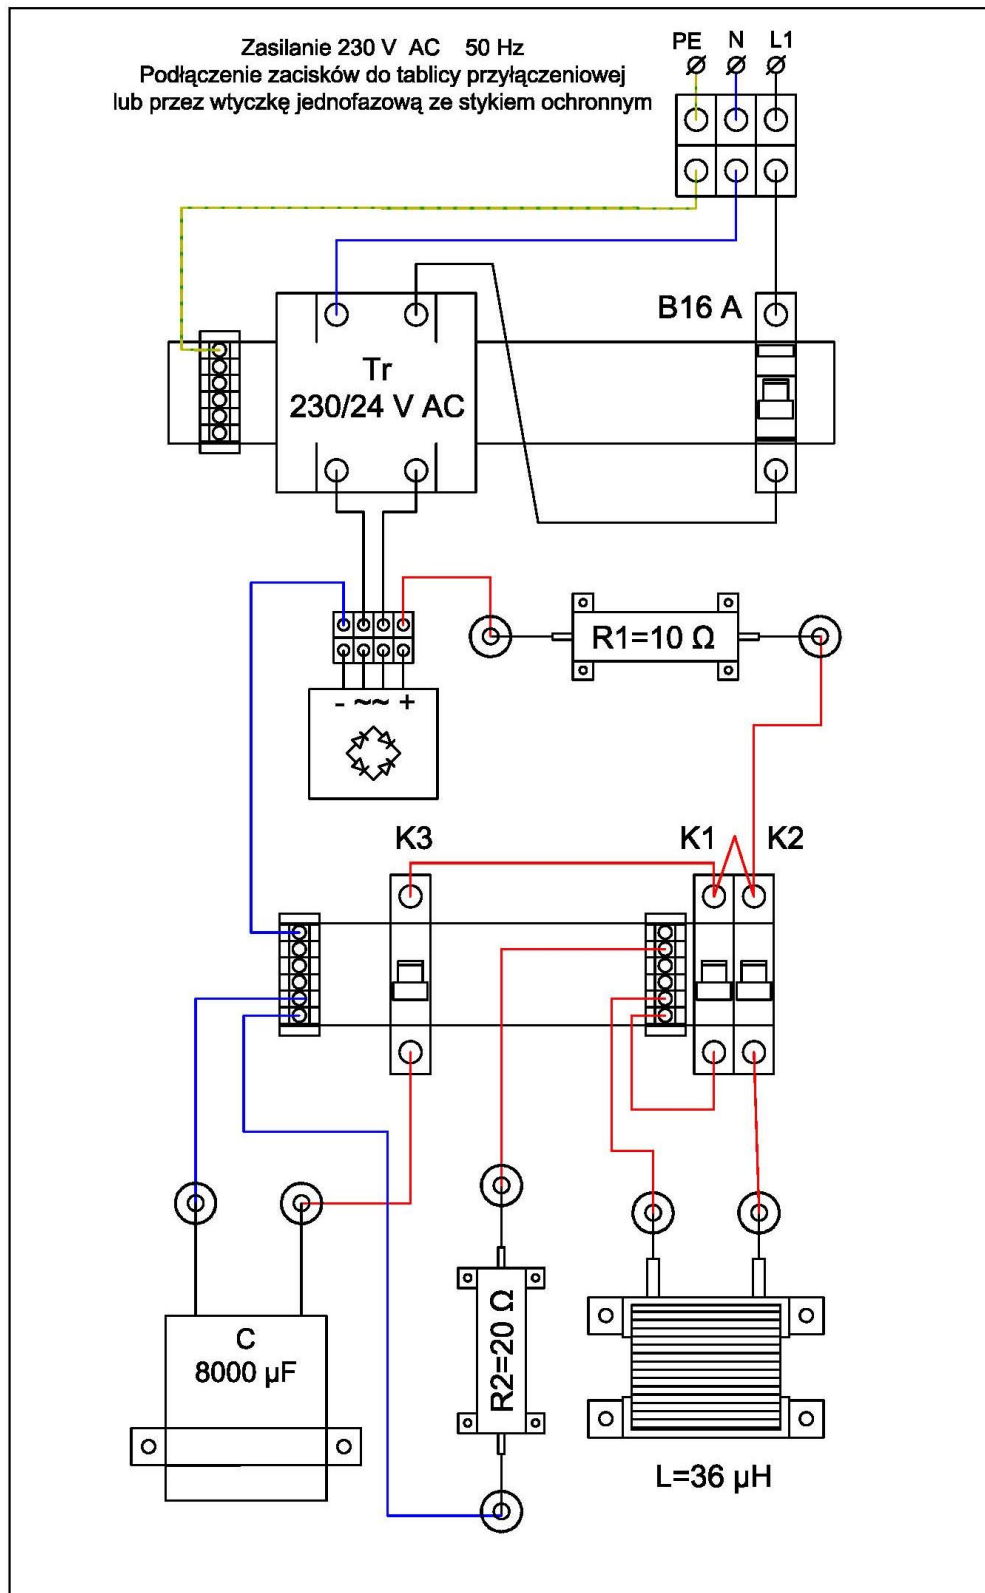 Zasilanie 230 V AC 50 Hz
Podłączenie zacisków do tablicy przyłączeniowej
lub przez wtyczkę jednofazową ze stykiem ochronnym
PE N L1
B16 A
Tr
230/24 V AC
R1=10 Ω
- ~~ +
K3 K1 K2
C
8000 µF
R2=20 Ω
L=36 µH